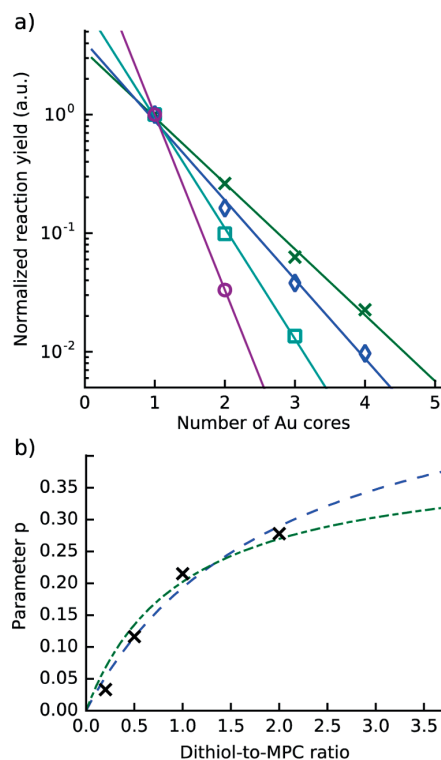 a)
Normalized reaction yield (a.u.)
10⁰
10⁻¹
10⁻²
0 1 2 3 4 5
Number of Au cores
b)
Parameter p
0.35
0.30
0.25
0.20
0.15
0.10
0.05
0.00
0.0 0.5 1.0 1.5 2.0 2.5 3.0 3.5
Dithiol-to-MPC ratio